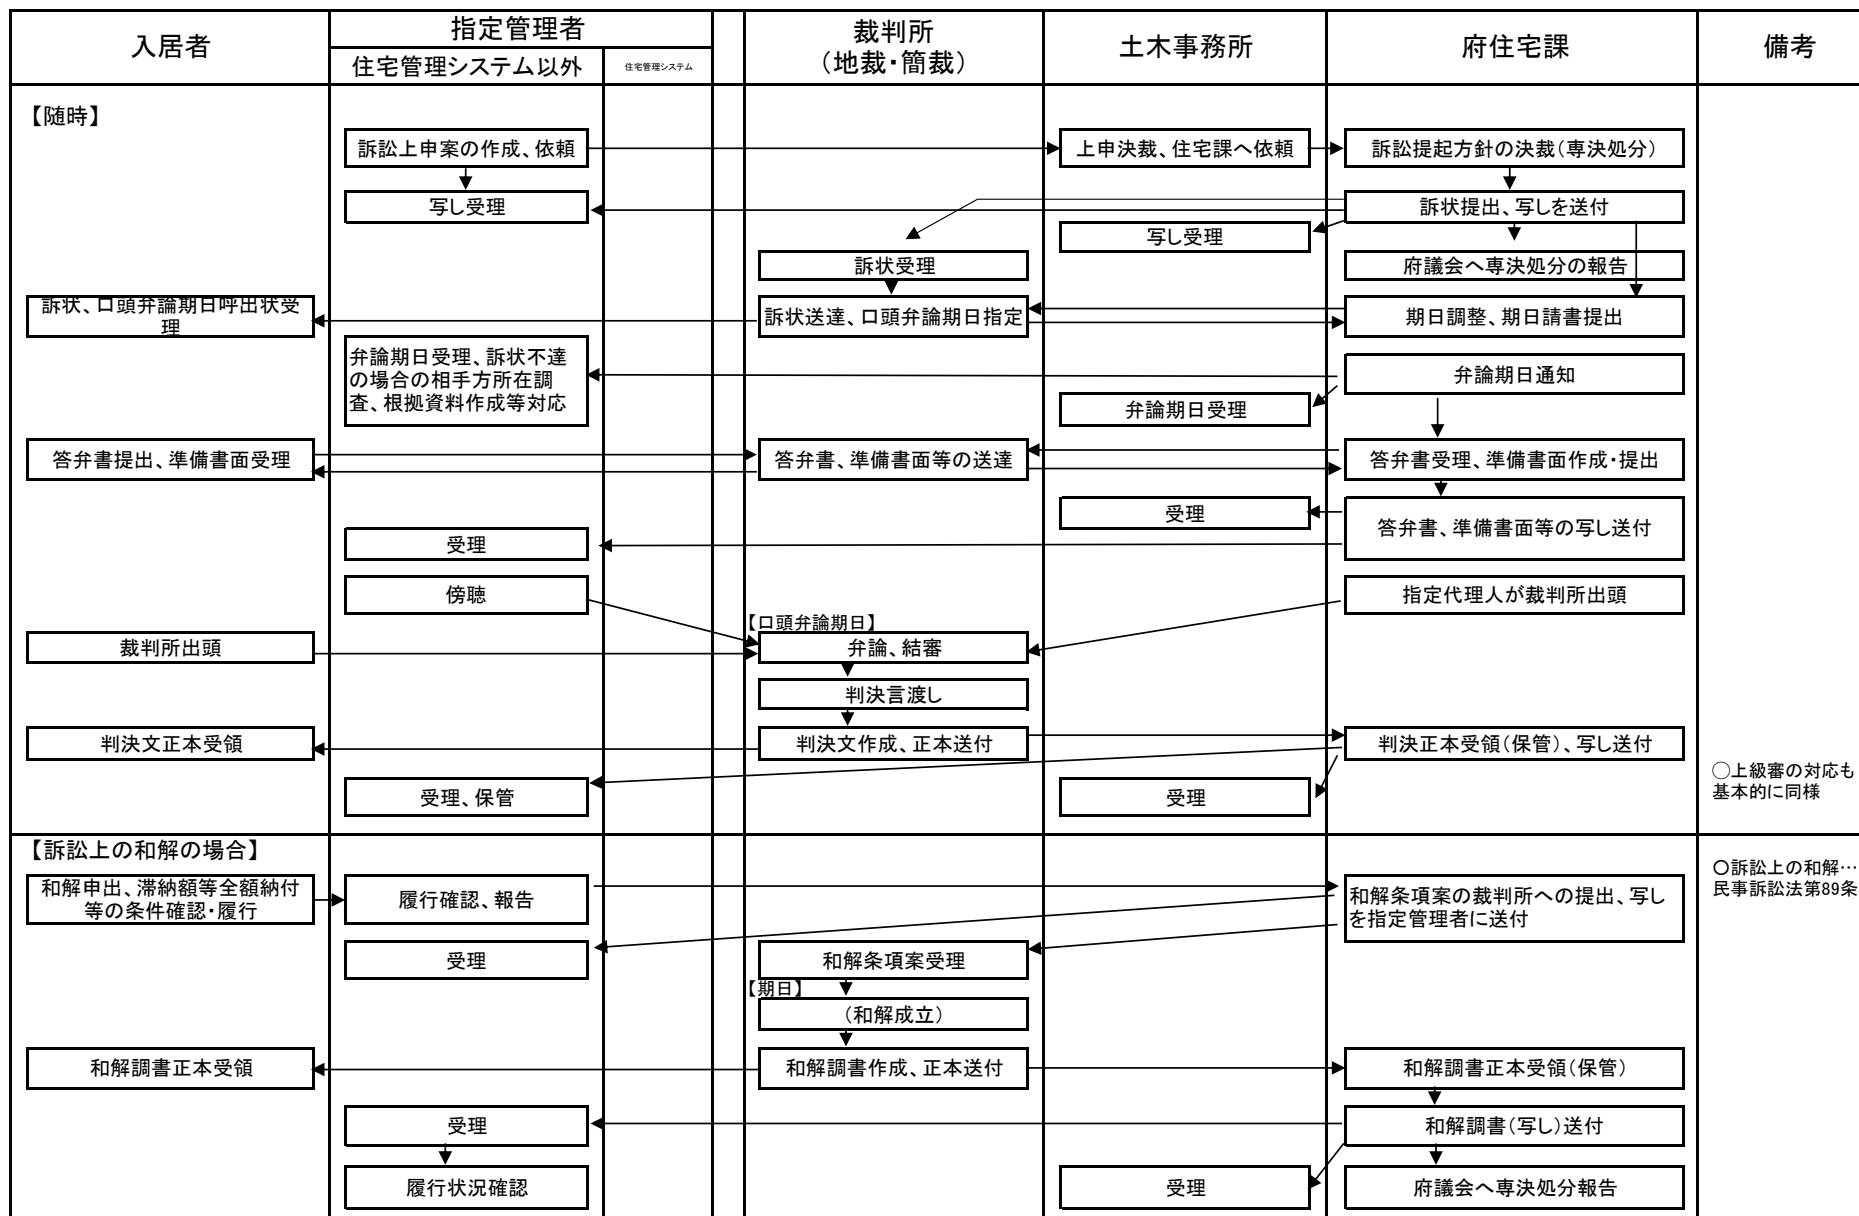 入居者
指定管理者
住宅管理システム以外
住宅管理システム
裁判所
（地裁・簡裁）
土木事務所
府住宅課
備考
【随時】
訴訟上申案の作成、依頼
上申決裁、住宅課へ依頼
訴訟提起方針の決裁（専決処分）
写し受理
訴状提出、写しを送付
写し受理
訴状受理
府議会へ専決処分の報告
訴状、口頭弁論期日呼出状受
理
訴状送達、口頭弁論期日指定
期日調整、期日請書提出
弁論期日受理、訴状不達
の場合の相手方所在調
査、根拠資料作成等対応
弁論期日通知
弁論期日受理
答弁書提出、準備書面受理
答弁書、準備書面等の送達
答弁書受理、準備書面作成・提出
受理
答弁書、準備書面等の写し送付
受理
傍聴
指定代理人が裁判所出頭
【口頭弁論期日】
裁判所出頭
弁論、結審
判決言渡し
判決文正本受領
判決文作成、正本送付
判決正本受領（保管）、写し送付
受理、保管
受理
◯上級審の対応も
基本的に同様
【訴訟上の和解の場合】
和解申出、滞納額等全額納付
等の条件確認・履行
履行確認、報告
和解条項案の裁判所への提出、写し
を指定管理者に送付
〇訴訟上の和解…
民事訴訟法第89条
受理
和解条項案受理
【期日】
（和解成立）
和解調書正本受領
和解調書作成、正本送付
和解調書正本受領（保管）
受理
和解調書（写し）送付
履行状況確認
受理
府議会へ専決処分報告